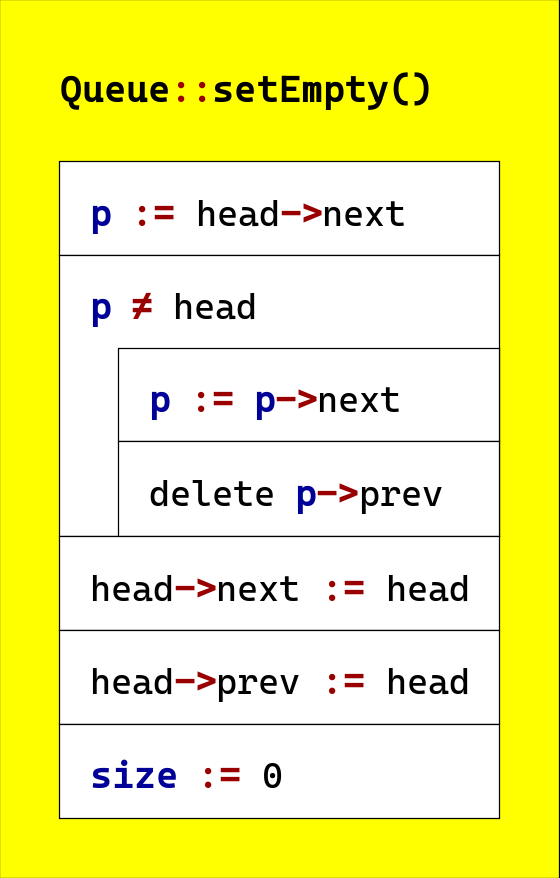 Queue::setEmpty()
p := head->next
p ≠ head
p := p->next
delete p->prev
head->next := head
head->prev := head
size := 0